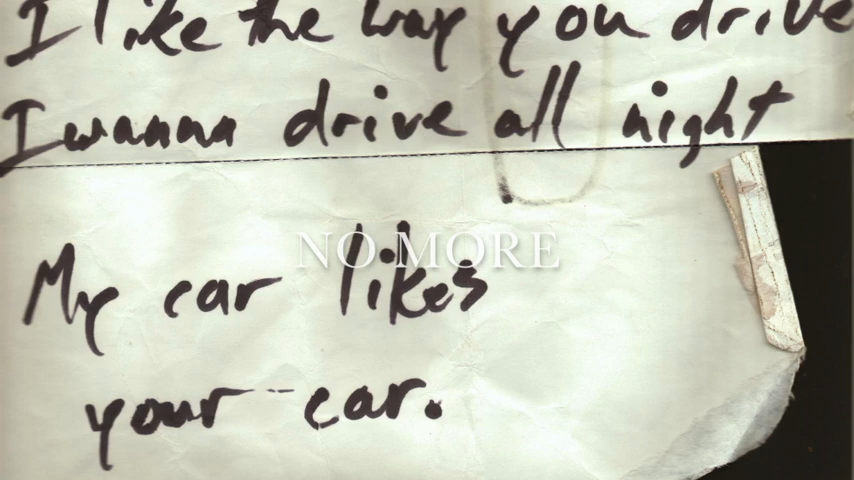 I like the way you drive
I wanna drive all night
NO MORE
My car likes
your car.